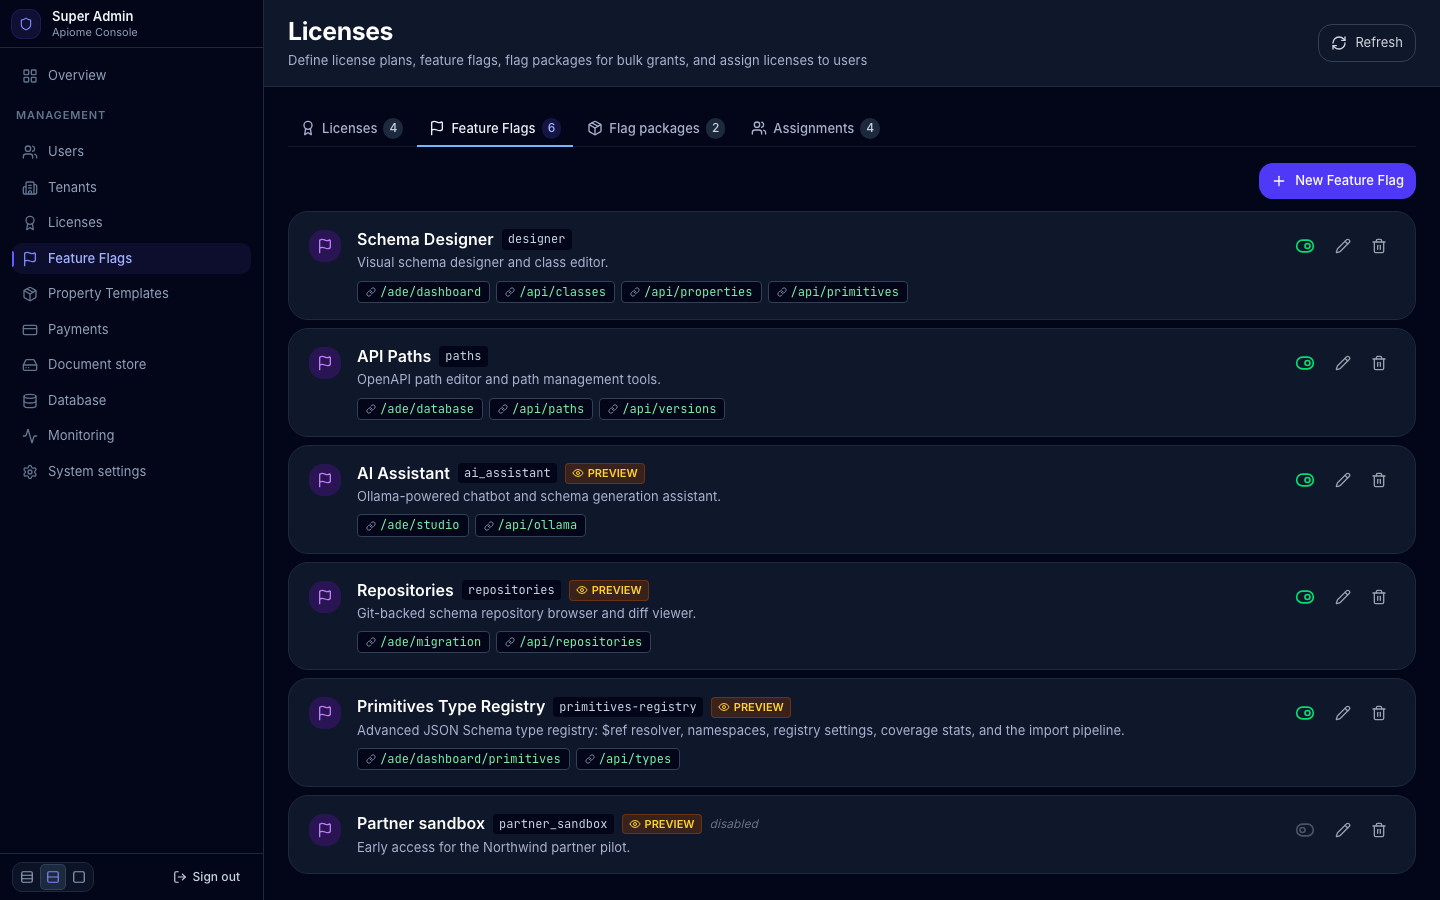 Super Admin
Apiome Console
Overview
MANAGEMENT
Users
Tenants
Licenses
Feature Flags
Property Templates
Payments
Document store
Database
Monitoring
System settings
Sign out
Licenses
Define license plans, feature flags, flag packages for bulk grants, and assign licenses to users
Refresh
Licenses 4 Feature Flags 6 Flag packages 2 Assignments 4
New Feature Flag
Schema Designer designer
Visual schema designer and class editor.
/ade/dashboard /api/classes /api/properties /api/primitives
API Paths paths
OpenAPI path editor and path management tools.
/ade/database /api/paths /api/versions
AI Assistant ai_assistant PREVIEW
Ollama-powered chatbot and schema generation assistant.
/ade/studio /api/ollama
Repositories repositories PREVIEW
Git-backed schema repository browser and diff viewer.
/ade/migration /api/repositories
Primitives Type Registry primitives-registry PREVIEW
Advanced JSON Schema type registry: $ref resolver, namespaces, registry settings, coverage stats, and the import pipeline.
/ade/dashboard/primitives /api/types
Partner sandbox partner_sandbox PREVIEW disabled
Early access for the Northwind partner pilot.